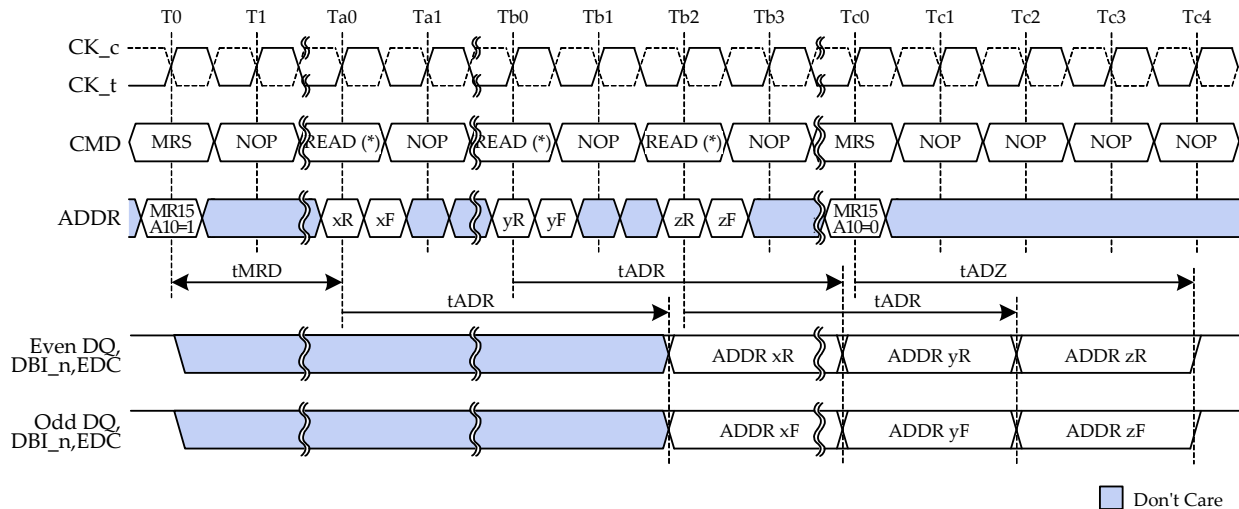 T0 T1 Ta0 Ta1 Tb0 Tb1 Tb2 Tb3 Tc0 Tc1 Tc2 Tc3 Tc4
CK_c
CK_t
CMD MRS NOP READ (*) NOP READ (*) NOP READ (*) NOP MRS NOP NOP NOP NOP
ADDR MR15 A10=1 xR xF yR yF zR zF MR15 A10=0
tMRD tADR tADZ
tADR tADR
Even DQ,
DBI_n,EDC ADDR xR ADDR yR ADDR zR
Odd DQ,
DBI_n,EDC ADDR xF ADDR yF ADDR zF
Don't Care